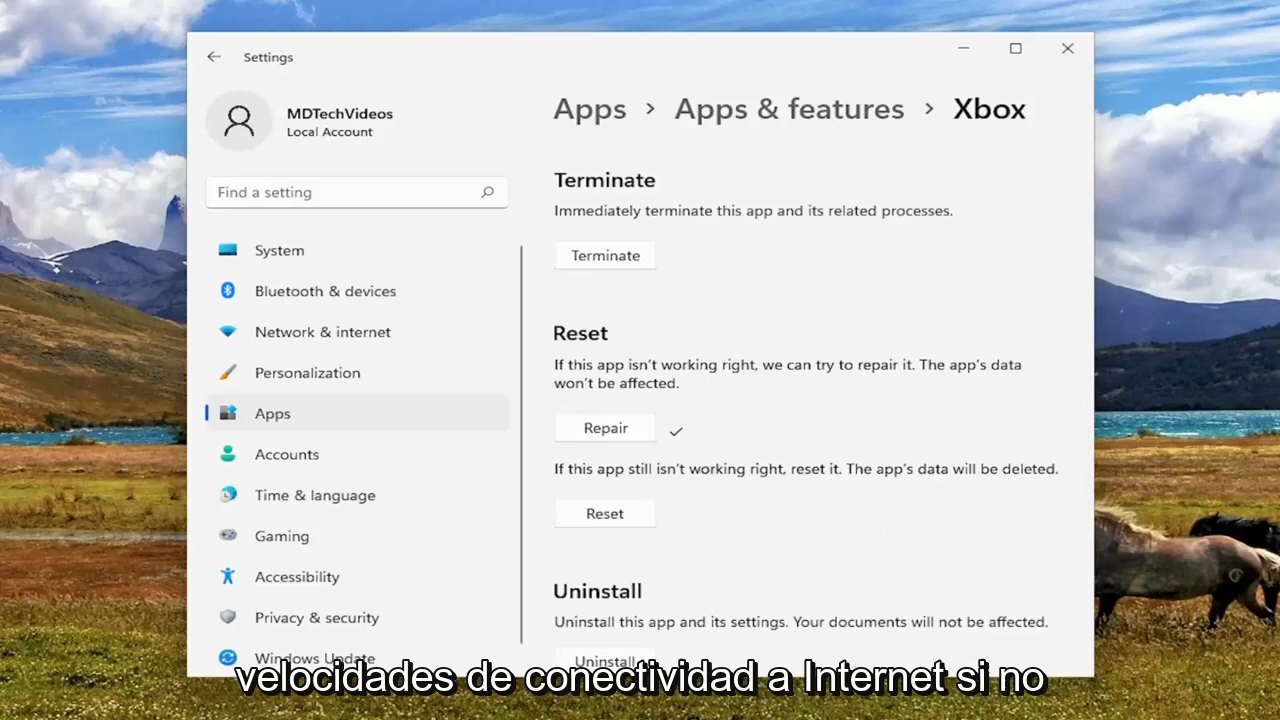 Settings
MDTechVideos
Local Account
Find a setting
System
Bluetooth & devices
Network & internet
Personalization
Apps
Accounts
Time & language
Gaming
Accessibility
Privacy & security
Windows Update
Apps > Apps & features > Xbox
Terminate
Immediately terminate this app and its related processes.
Terminate
Reset
If this app isn't working right, we can try to repair it. The app's data
won't be affected.
Repair
If this app still isn't working right, reset it. The app's data will be deleted.
Reset
Uninstall
Uninstall this app and its settings. Your documents will not be affected.
Uninstall
velocidades de conectividad a Internet si no